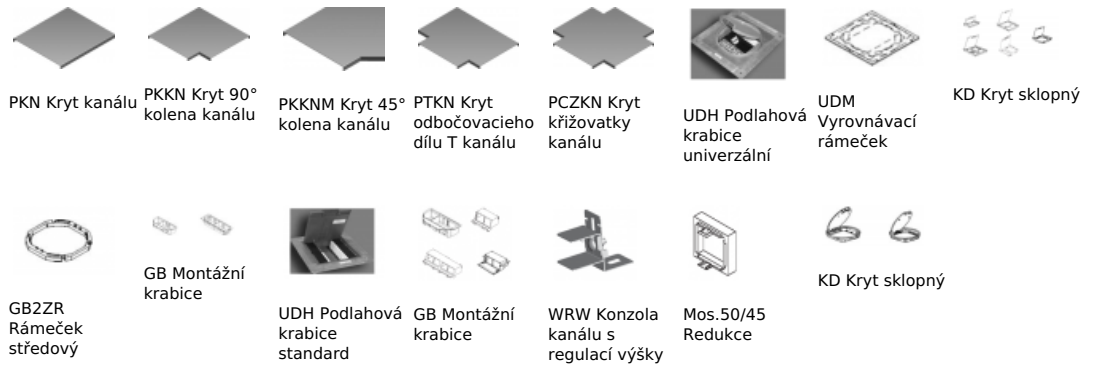 PKN Kryt kanálu
PKKN Kryt 90°
kolena kanálu
PKKNM Kryt 45°
kolena kanálu
PTKN Kryt
odbočovacieho
dílu T kanálu
PCZKN Kryt
křižovatky
kanálu
UDH Podlahová
krabice
univerzální
UDM
Vyrovnávací
rámeček
KD Kryt sklopný
GB2ZR
Rámeček
středový
GB Montážní
krabice
UDH Podlahová
krabice
standard
GB Montážní
krabice
WRW Konzola
kanálu s
regulací výšky
Mos.50/45
Redukce
KD Kryt sklopný